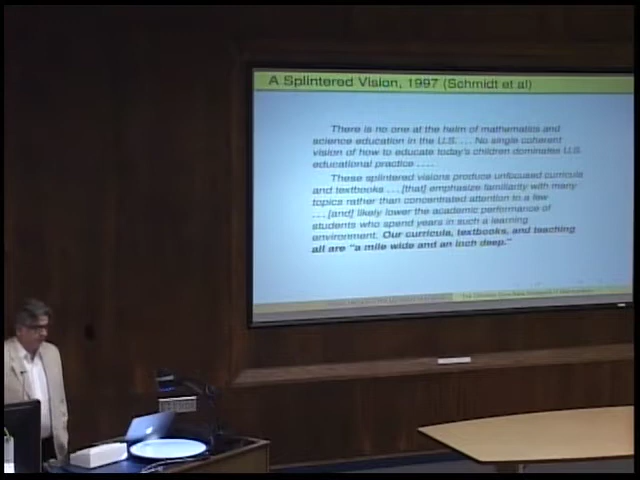 A Splintered Vision, 1997 (Schmidt et al)
There is no one at the helm of mathematics and
science education in the U.S. ... No single coherent
vision of how to educate today's children dominates U.S.
educational practice ....
These splintered visions produce unfocused curricula
and textbooks ... [that] emphasize familiarity with many
topics rather than concentrated attention to a few
... [and] likely lower the academic performance of
students who spend years in such a learning
environment. Our curricula, textbooks, and teaching
all are "a mile wide and an inch deep."